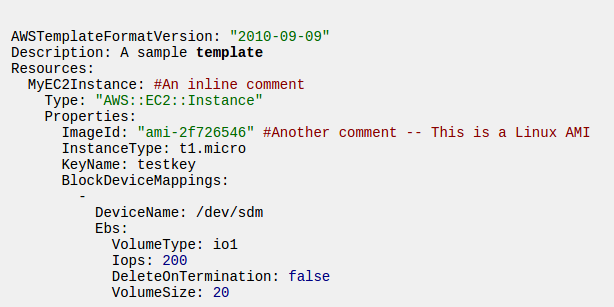 AWSTemplateFormatVersion: "2010-09-09"
Description: A sample template
Resources:
  MyEC2Instance: #An inline comment
    Type: "AWS::EC2::Instance"
    Properties:
      ImageId: "ami-2f726546" #Another comment -- This is a Linux AMI
      InstanceType: t1.micro
      KeyName: testkey
      BlockDeviceMappings:
        -
          DeviceName: /dev/sdm
          Ebs:
            VolumeType: io1
            Iops: 200
            DeleteOnTermination: false
            VolumeSize: 20